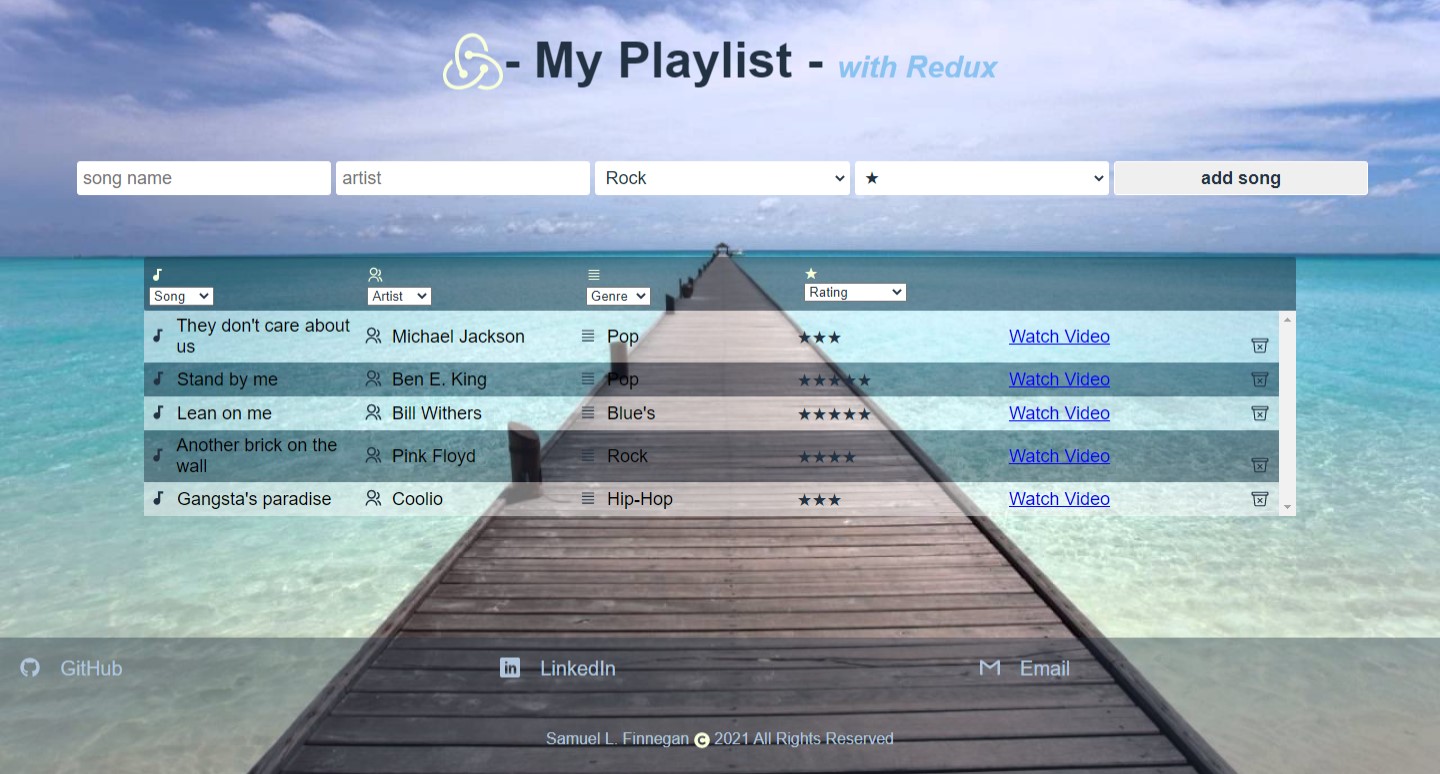 - My Playlist - with Redux
song name artist Rock ★ add song
Song Artist Genre Rating
They don't care about
us
Michael Jackson Pop ★★★ Watch Video
Stand by me Ben E. King Pop ★★★★★ Watch Video
Lean on me Bill Withers Blue's ★★★★★ Watch Video
Another brick on the
wall
Pink Floyd Rock ★★★★ Watch Video
Gangsta's paradise Coolio Hip-Hop ★★★ Watch Video
GitHub LinkedIn Email
Samuel L. Finnegan © 2021 All Rights Reserved